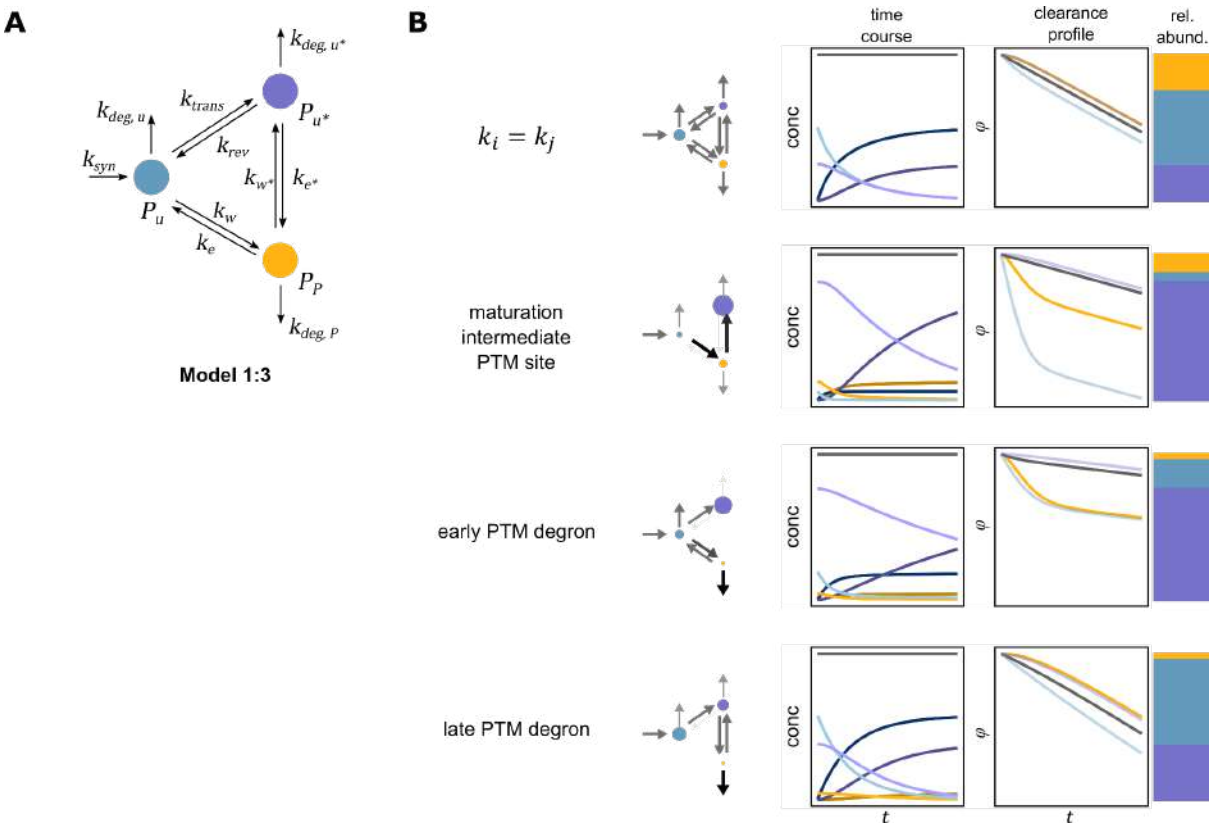 A
k_deg, u*
k_deg, u
k_trans
P_u*
k_syn
k_rev
k_w*
k_e*
P_u
k_w
k_e
P_P
k_deg, P
Model 1:3
B
time
course
clearance
profile
rel.
abund.
k_i = k_j
conc
φ
maturation
intermediate
PTM site
conc
φ
early PTM degron
conc
φ
late PTM degron
conc
φ
t
t